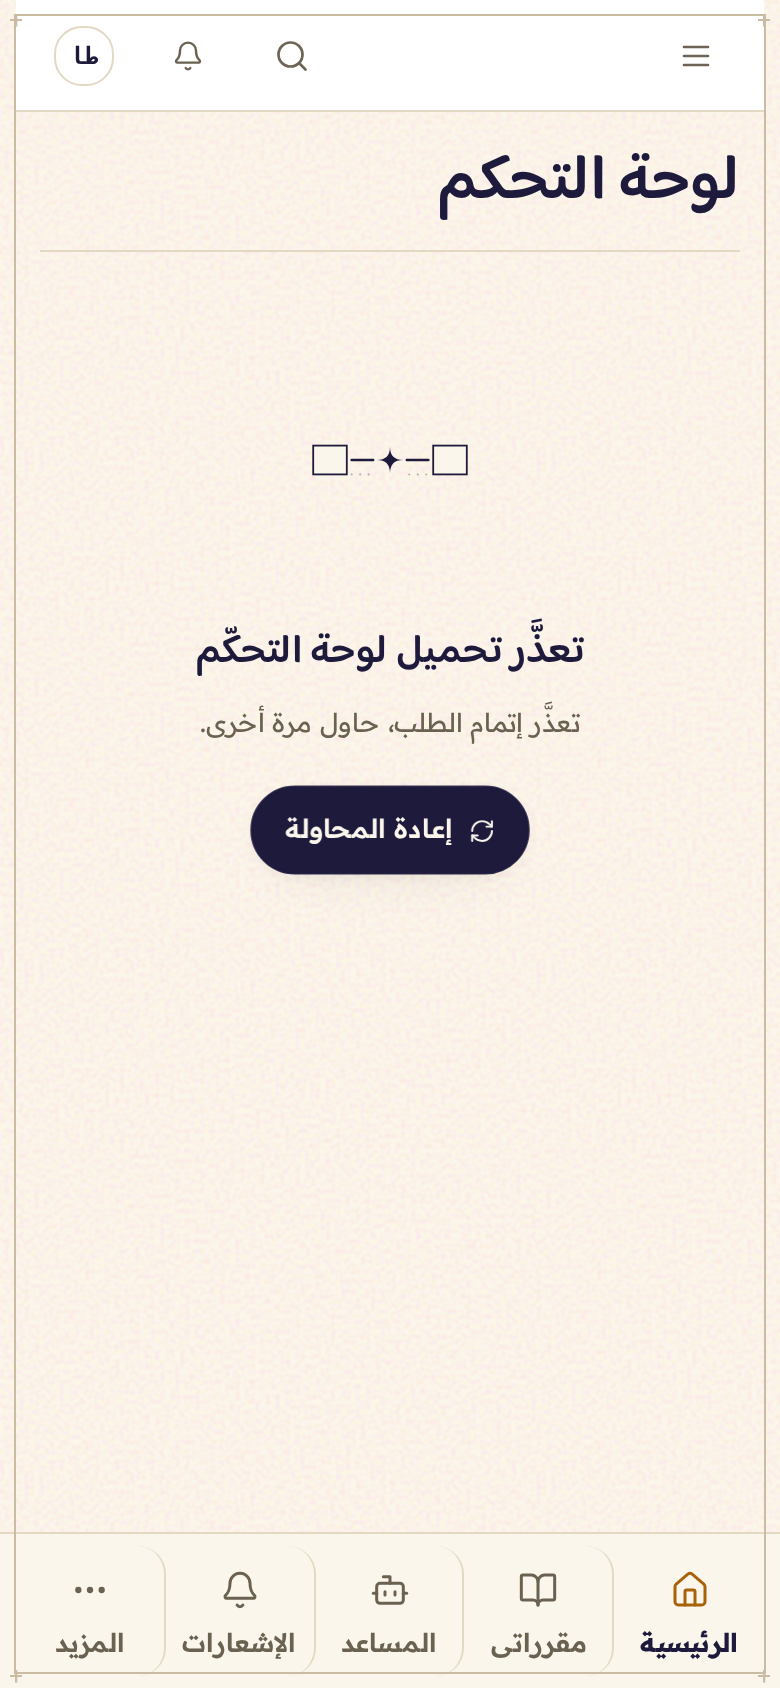 طا
لوحة التحكم
تعذَّر تحميل لوحة التحكّم
تعذَّر إتمام الطلب، حاول مرة أخرى.
إعادة المحاولة
الرئيسية
مقرراتي
المساعد
الإشعارات
المزيد